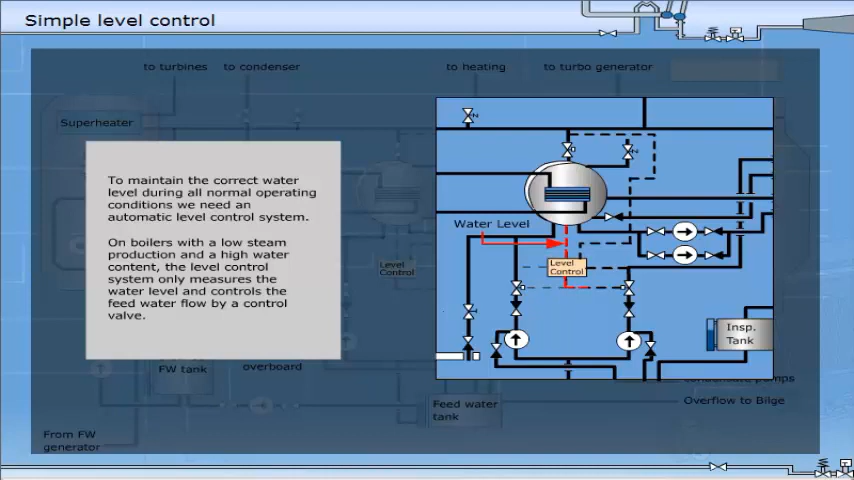 Simple level control
to turbines
to condenser
to heating
to turbo generator
Superheater
To maintain the correct water
level during all normal operating
conditions we need an
automatic level control system.
On boilers with a low steam
production and a high water
content, the level control
system only measures the
water level and controls the
feed water flow by a control
valve.
Water Level
Level
Control
Level
Control
Insp.
Tank
FW tank
overboard
Feed water
tank
condensate pumps
Overflow to Bilge
From FW
generator